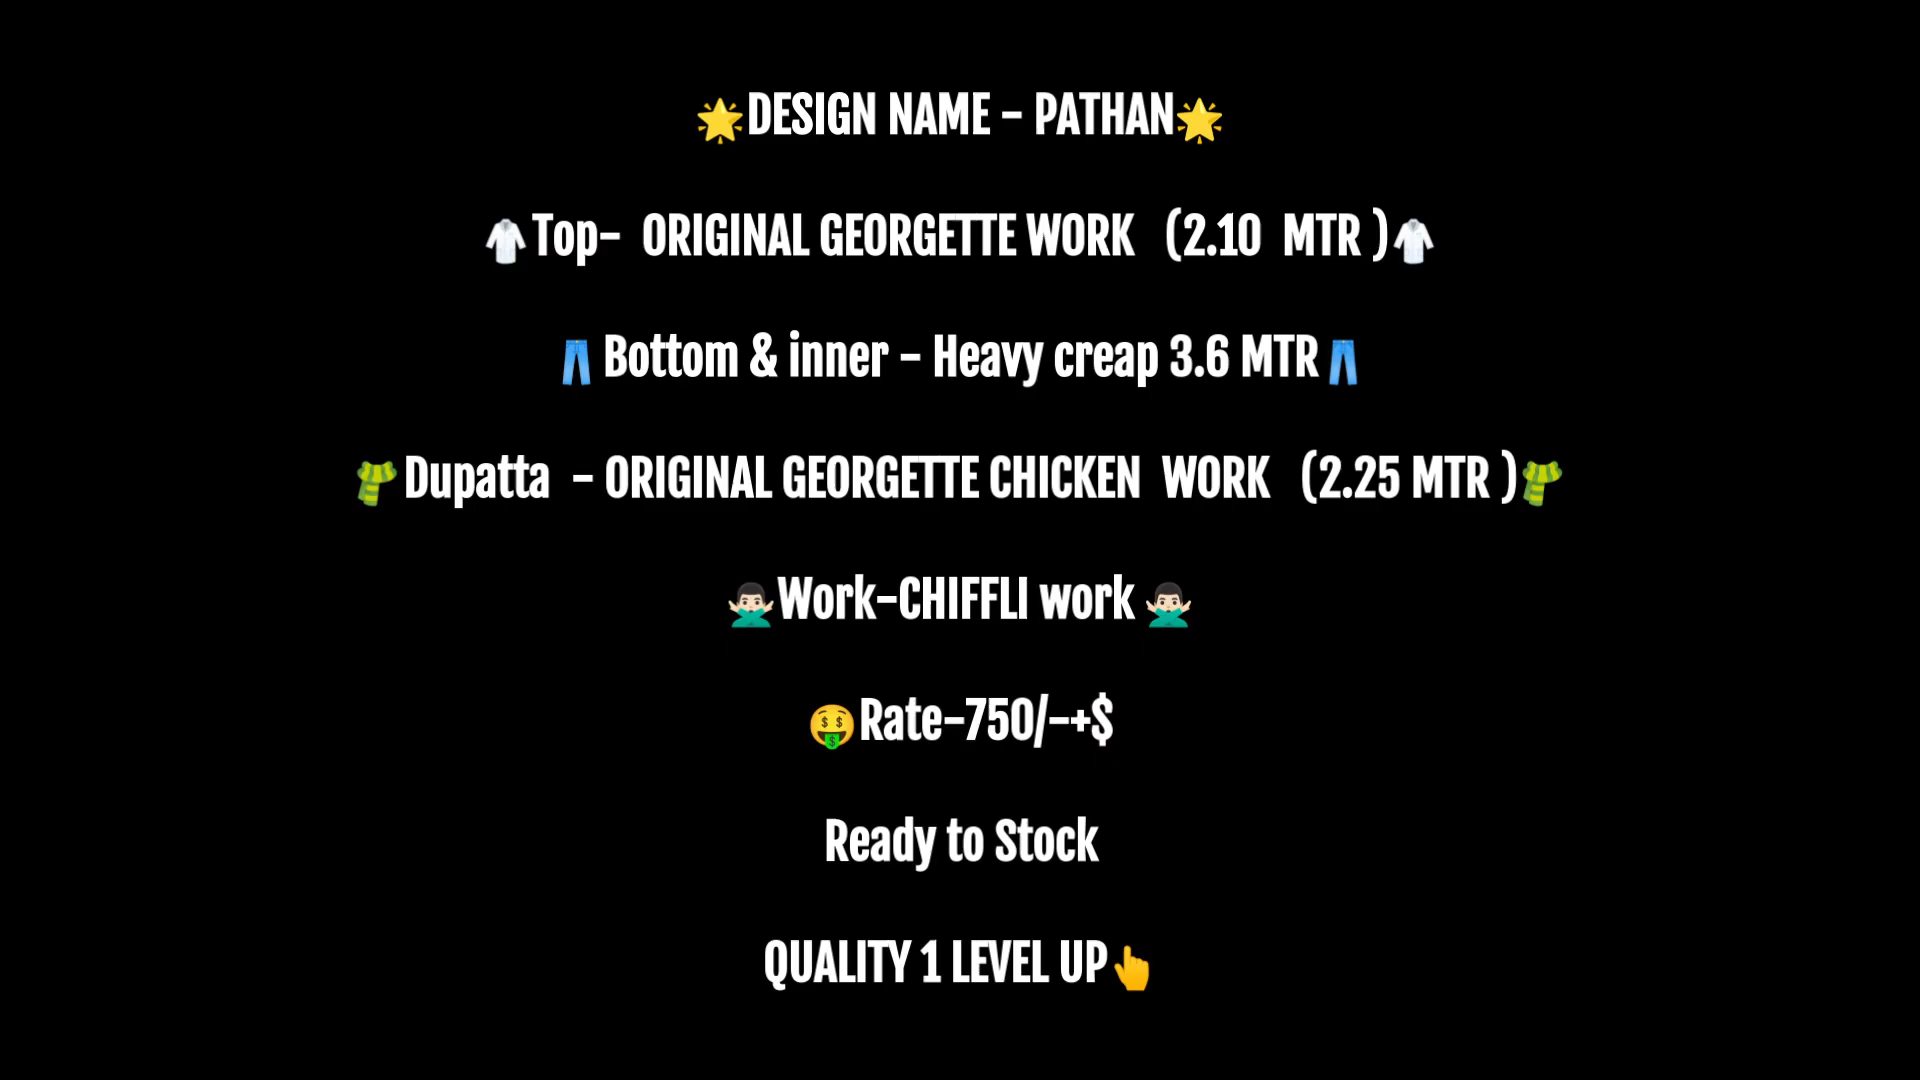 🌟DESIGN NAME - PATHAN🌟
🥼Top-  ORIGINAL GEORGETTE WORK   (2.10  MTR )🥼
👖Bottom & inner - Heavy creap 3.6 MTR👖
🧣Dupatta  - ORIGINAL GEORGETTE CHICKEN  WORK   (2.25 MTR )🧣
🙅🏻‍♂️Work-CHIFFLI work 🙅🏻‍♂️
🤑Rate-750/-+$
Ready to Stock
QUALITY 1 LEVEL UP👆